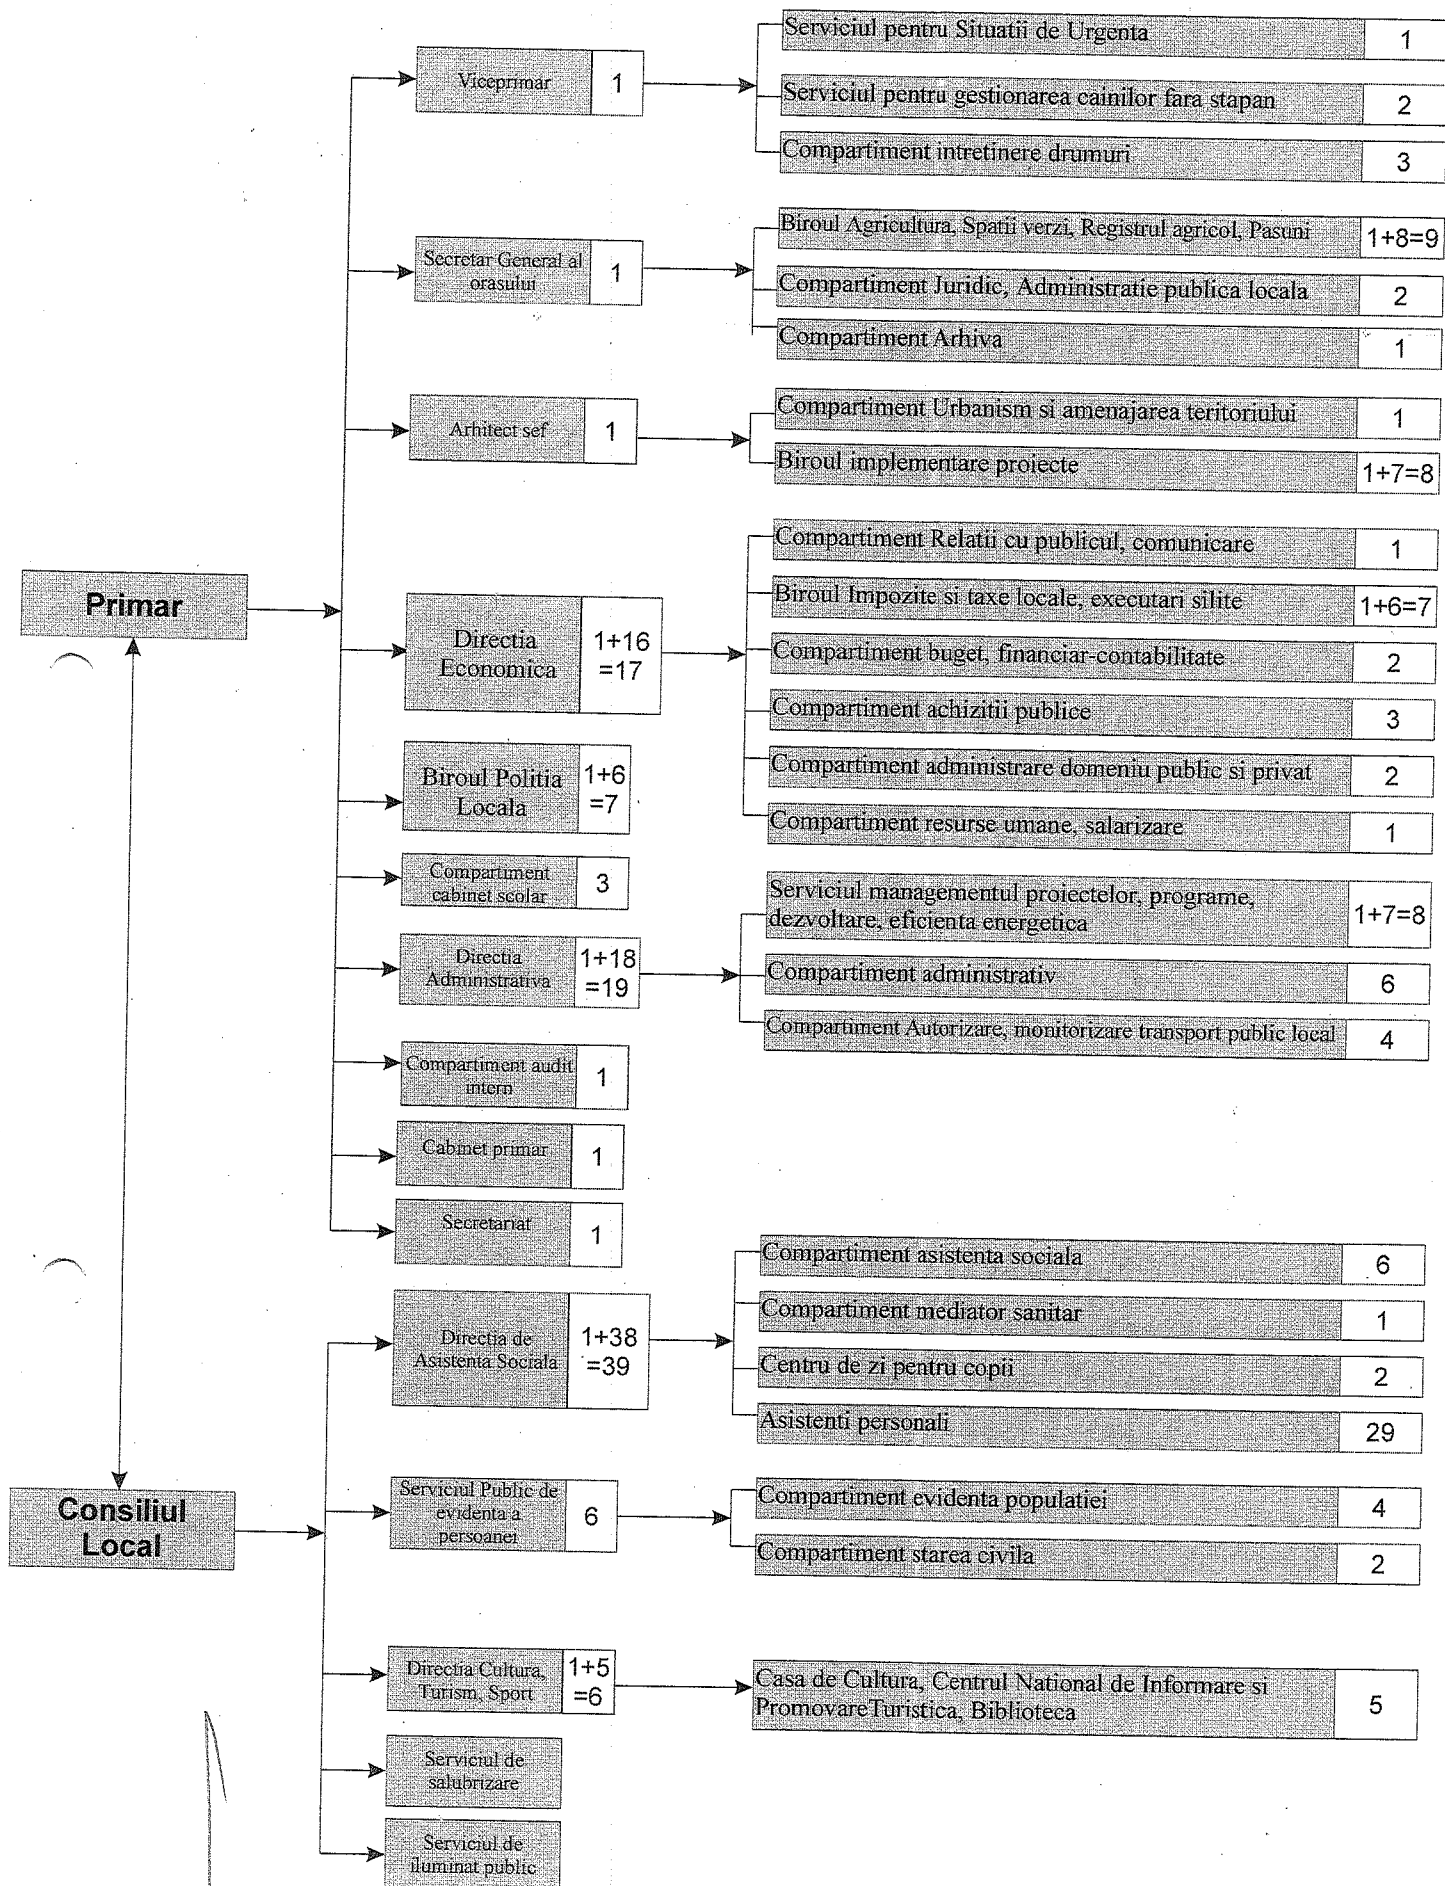 Serviciul pentru Situatii de Urgenta 1
Viceprimar 1
Serviciul pentru gestionarea cainilor fara stapan 2
Compartiment intretinere drumuri 3
Biroul Agricultura, Spatii verzi, Registrul agricol, Pasuni 1+8=9
Secretar General al
orasului
1
Compartiment Juridic, Administratie publica locala 2
Compartiment Arhiva 1
Compartiment Urbanism si amenajarea teritoriului 1
Arhitect sef 1
Biroul implementare proiecte 1+7=8
Compartiment Relatii cu publicul, comunicare 1
Primar
Biroul Impozite si taxe locale, executari silite 1+6=7
Directia
Economica
1+16
=17
Compartiment buget, financiar-contabilitate 2
Compartiment achizitii publice 3
Biroul Politia
Locala
1+6
=7
Compartiment administrare domeniu public si privat 2
Compartiment resurse umane, salarizare 1
Compartiment
cabinet scolar
3
Serviciul managementul proiectelor, programe,
dezvoltare, eficienta energetica
1+7=8
Directia
Administrativa
1+18
=19
Compartiment administrativ 6
Compartiment Autorizare, monitorizare transport public local 4
Compartiment audit
intern
1
Cabinet primar 1
Secretariat 1
Compartiment asistenta sociala 6
Compartiment mediator sanitar 1
Directia de
Asistenta Sociala
1+38
=39
Centru de zi pentru copii 2
Asistenti personali 29
Consiliul
Local
Serviciul Public de
evidenta a
persoanei
6
Compartiment evidenta populatiei 4
Compartiment starea civila 2
Directia Cultura,
Turism, Sport
1+5
=6
Casa de Cultura, Centrul National de Informare si
PromovareTuristica, Biblioteca
5
Serviciul de
salubrizare
Serviciul de
iluminat public